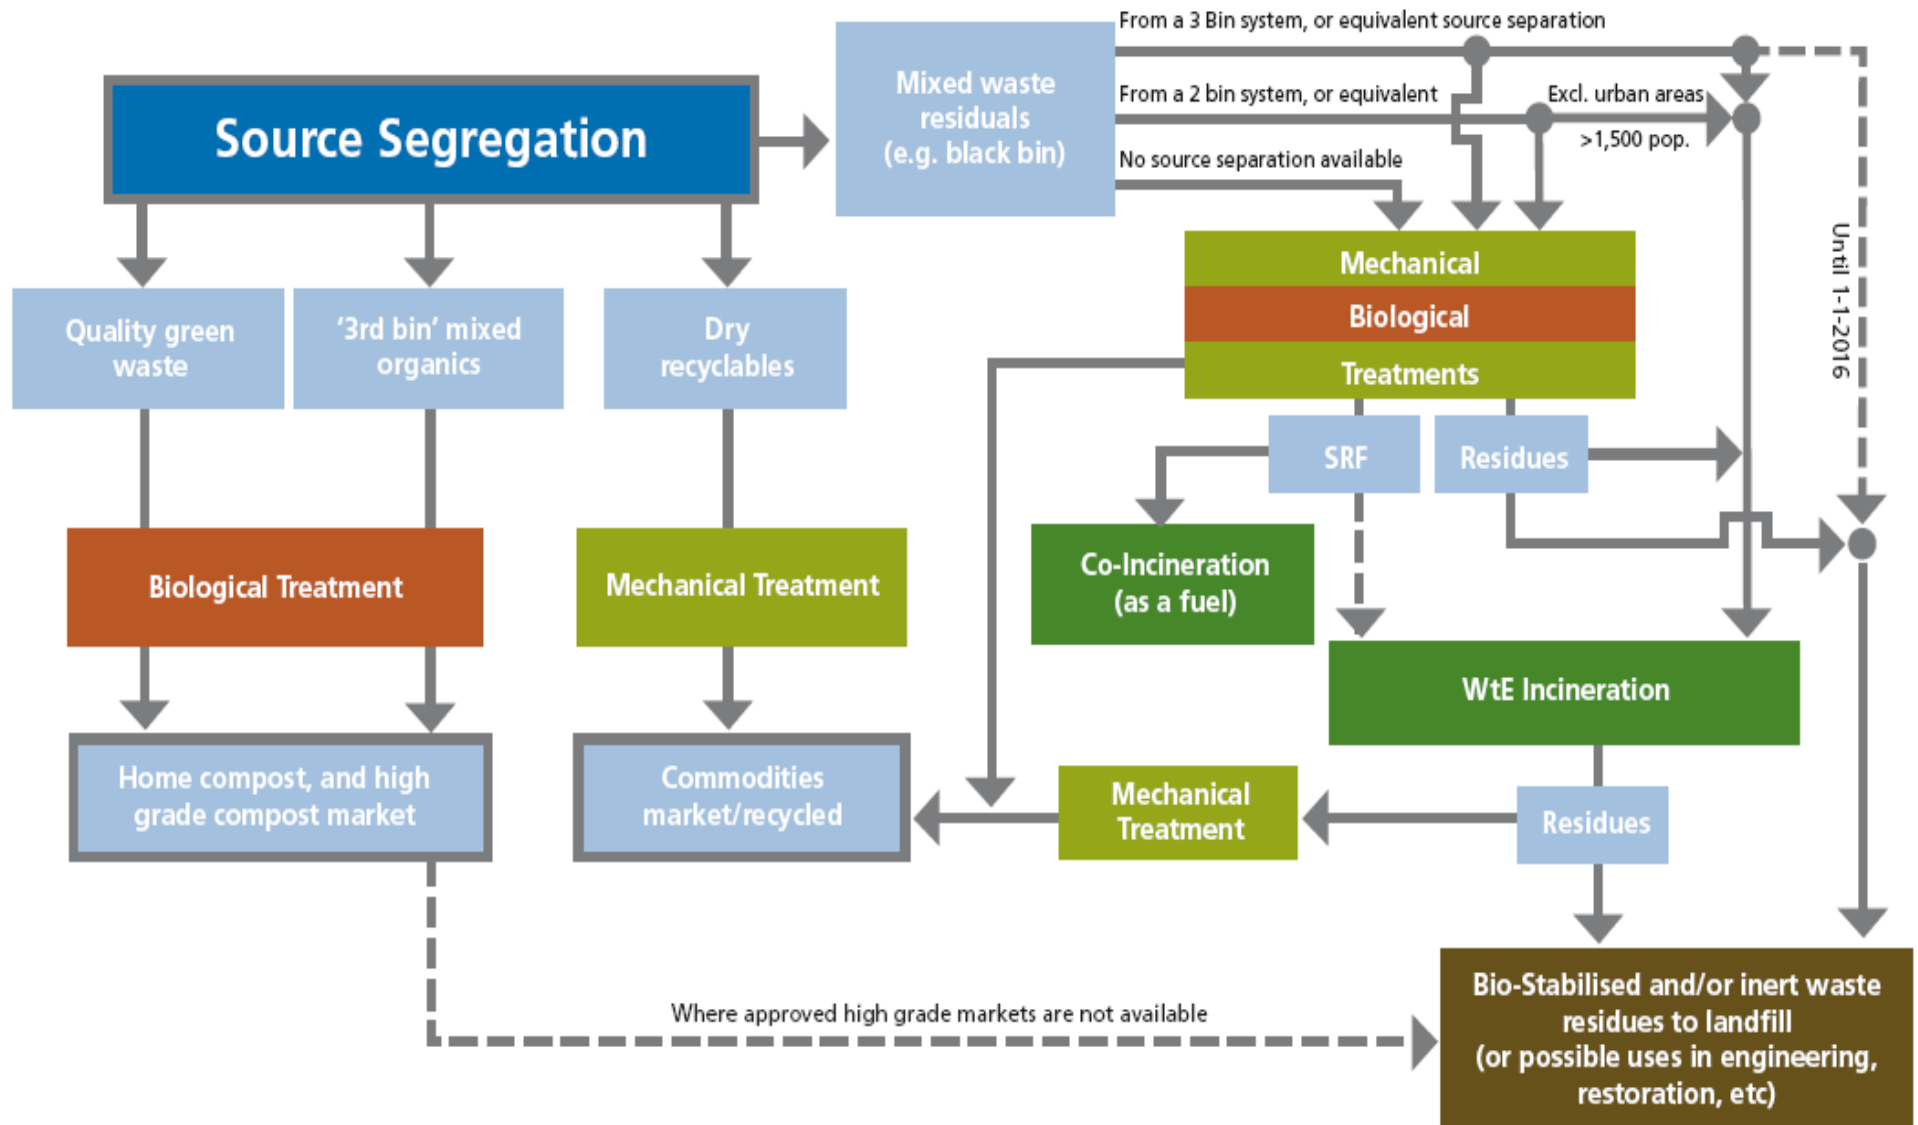 From a 3 Bin system, or equivalent source separation
Mixed waste
residuals
(e.g. black bin)
From a 2 bin system, or equivalent
Excl. urban areas
>1,500 pop.
No source separation available
Source Segregation
Until 1-1-2016
Mechanical
Biological
Treatments
Quality green
waste
‘3rd bin’ mixed
organics
Dry
recyclables
SRF
Residues
Co-Incineration
(as a fuel)
Biological Treatment
Mechanical Treatment
WtE Incineration
Home compost, and high
grade compost market
Commodities
market/recycled
Mechanical
Treatment
Residues
Where approved high grade markets are not available
Bio-Stabilised and/or inert waste
residues to landfill
(or possible uses in engineering,
restoration, etc)